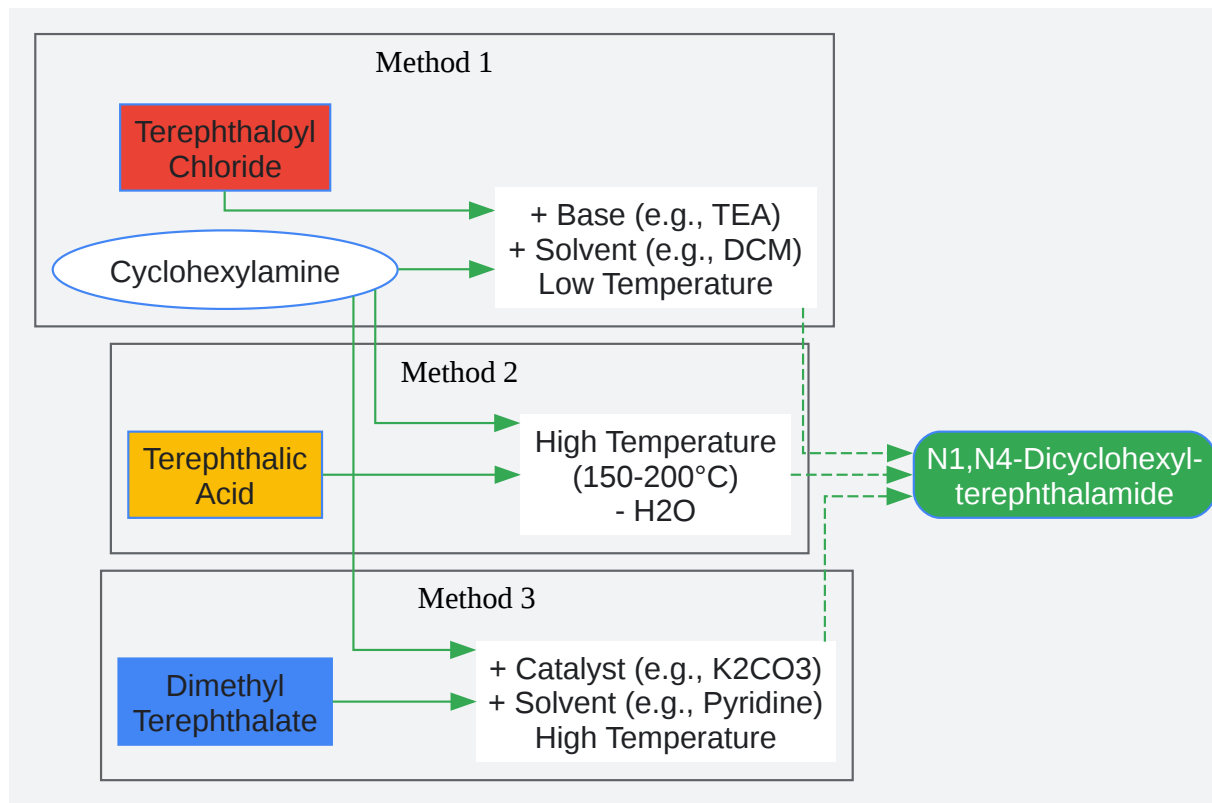 Method 1
Terephthaloyl
Chloride
+ Base (e.g., TEA)
+ Solvent (e.g., DCM)
Low Temperature
Cyclohexylamine
Method 2
Terephthalic
Acid
High Temperature
(150-200°C)
- H2O
N1,N4-Dicyclohexyl-
terephthalamide
Method 3
Dimethyl
Terephthalate
+ Catalyst (e.g., K2CO3)
+ Solvent (e.g., Pyridine)
High Temperature